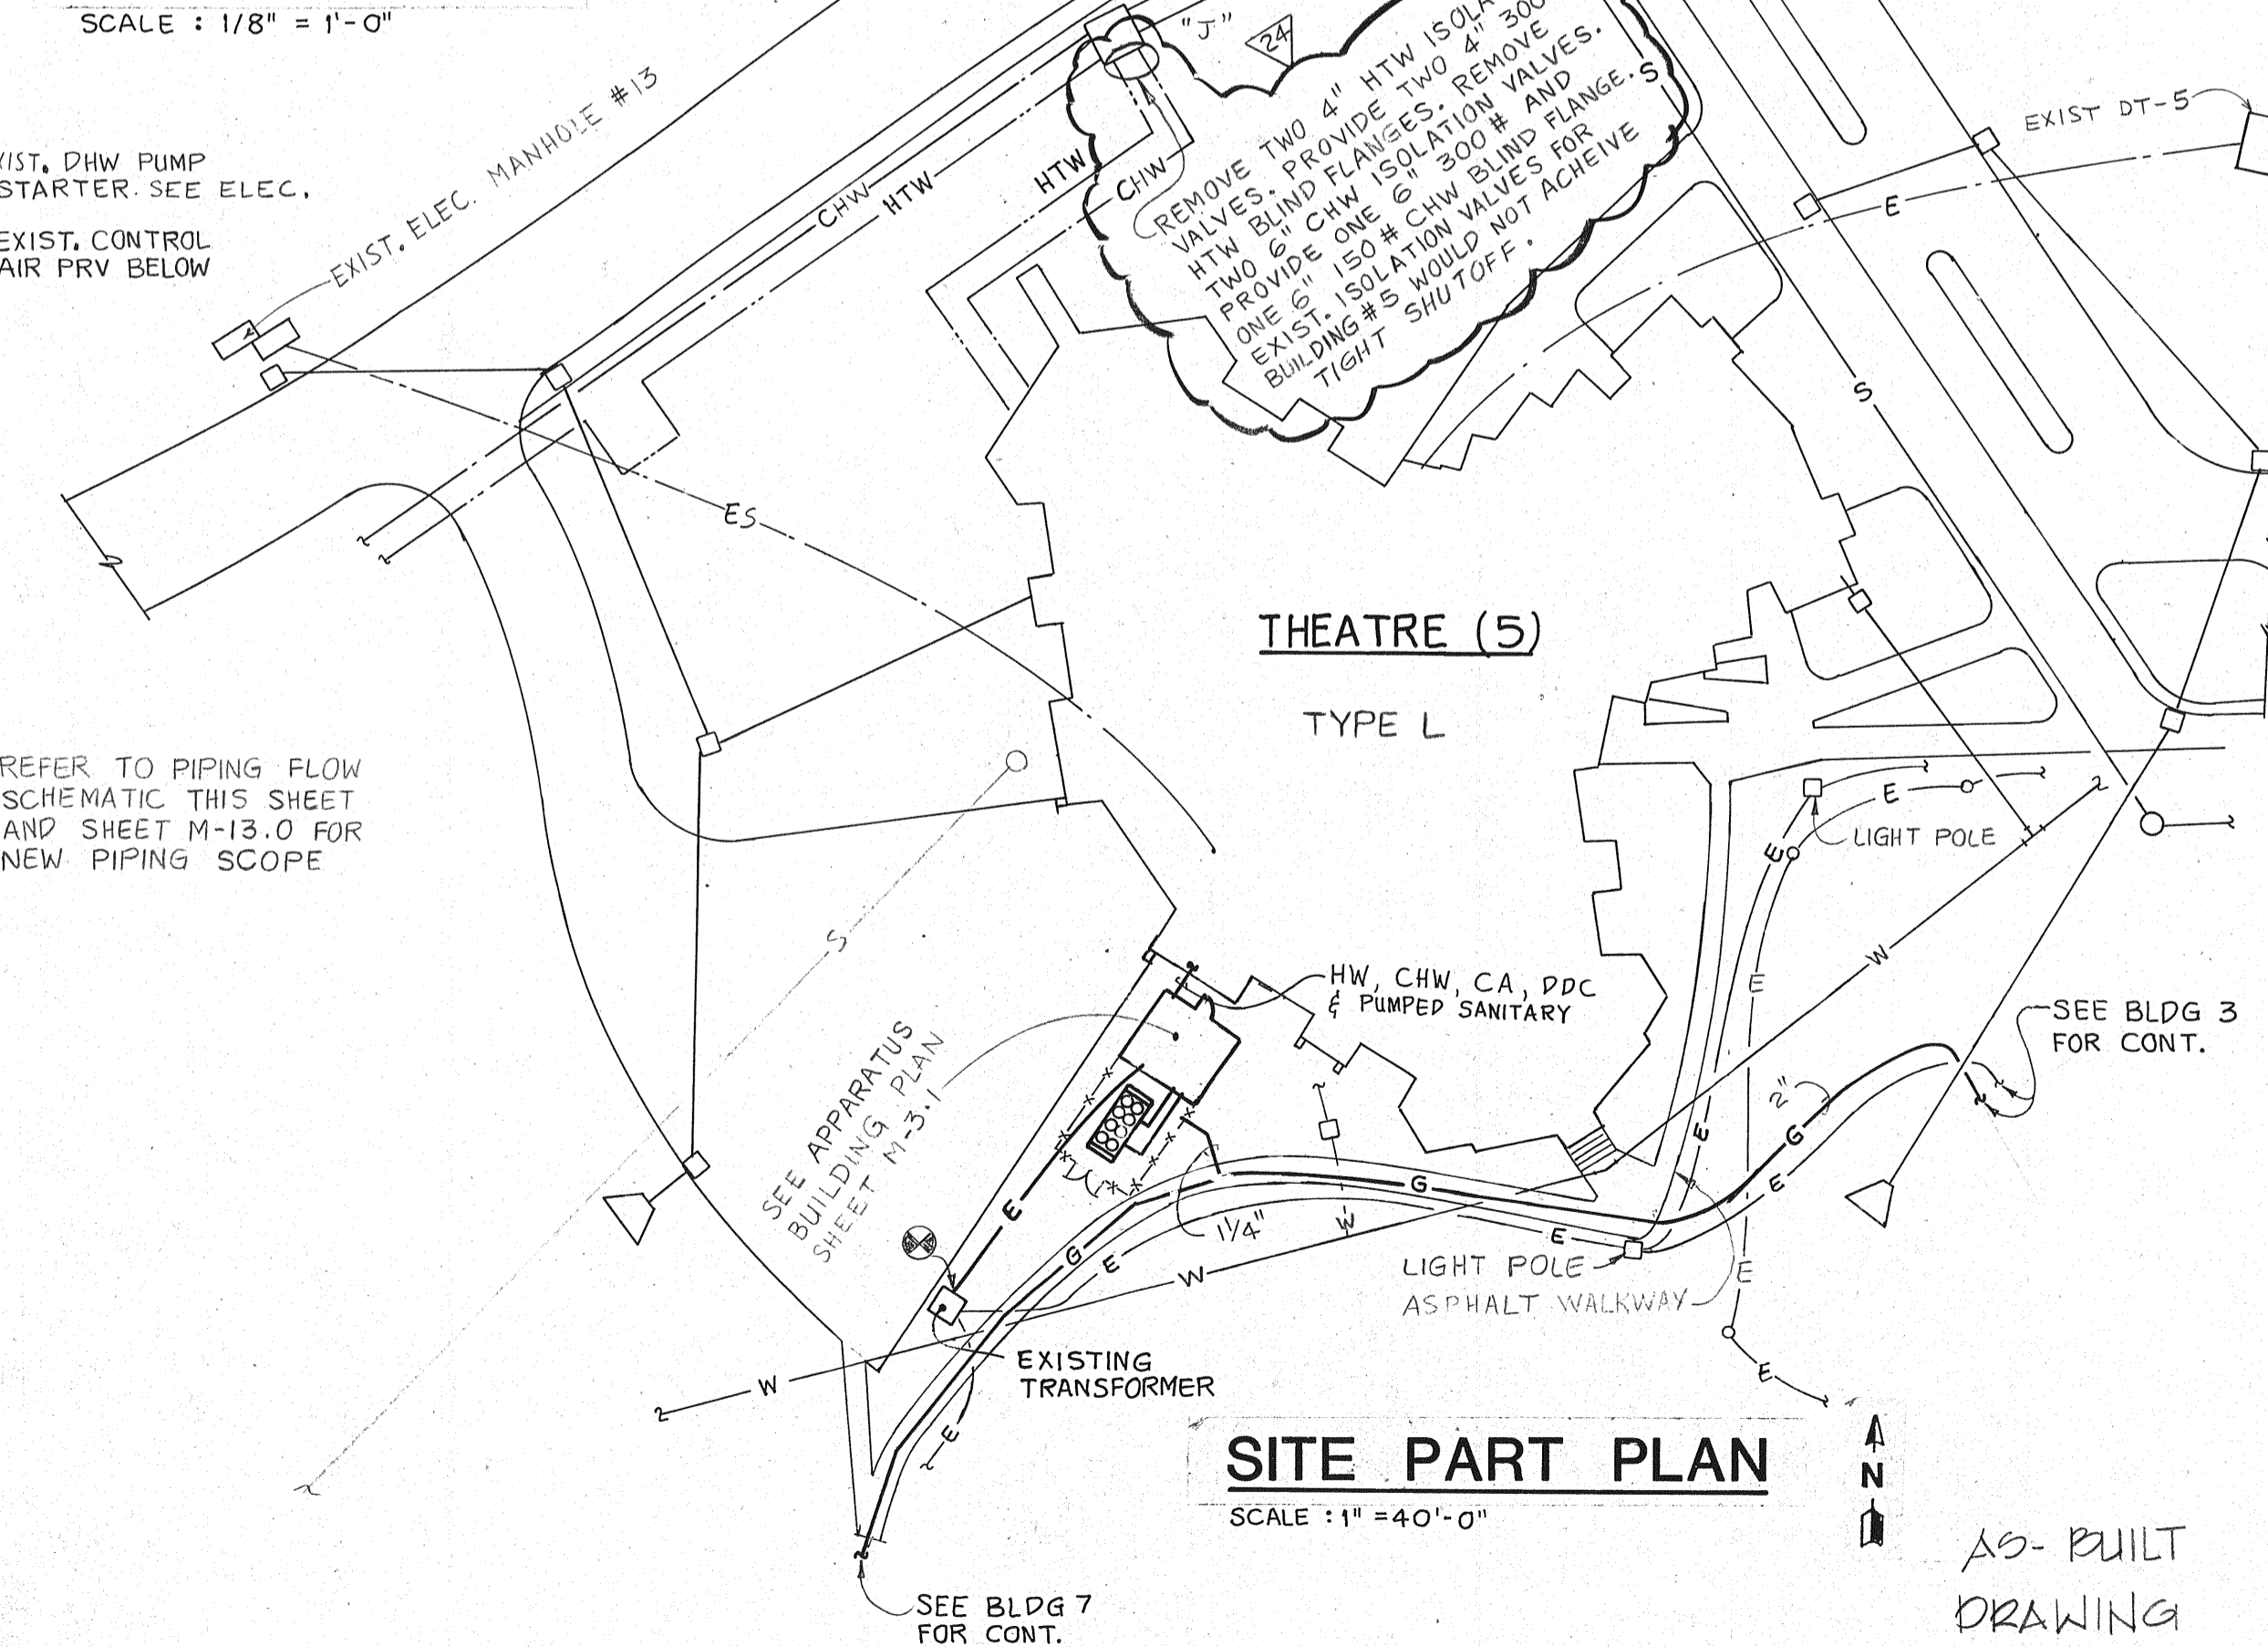 SCALE : 1/8" = 1'-0"
DHW PUMP
STARTER. SEE ELEC.
EXIST. CONTROL
AIR PRV BELOW
EXIST. ELEC. MANHOLE #13
"J"
24
REMOVE TWO 4" HTW
VALVES. PROVIDE TWO 4" 300
HTW BLIND FLANGES. REMOVE
TWO 6" CHW ISOLATION VALVES.
PROVIDE ONE 6" 300# AND
ONE 6" 150# CHW BLIND FLANGE.
EXIST. ISOLATION VALVES FOR
BUILDING #5 WOULD NOT ACHEIVE
TIGHT SHUTOFF.
S
EXIST DT-5
E
HTW
CHW
CHW
HTW
S
ES
THEATRE (5)
TYPE L
REFER TO PIPING FLOW
SCHEMATIC THIS SHEET
AND SHEET M-13.0 FOR
NEW PIPING SCOPE
E
LIGHT POLE
E
S
W
E
HW, CHW, CA, DDC
& PUMPED SANITARY
SEE BLDG 3
FOR CONT.
SEE APPARATUS
BUILDING PLAN
SHEET M-3.1
2"
E
G
E
G
E
1 1/4"
W
E
G
E
W
LIGHT POLE
ASPHALT WALKWAY
E
E
EXISTING
TRANSFORMER
W
E
SITE PART PLAN
SCALE : 1" = 40'-0"
N
AS-BUILT
DRAWING
SEE BLDG 7
FOR CONT.